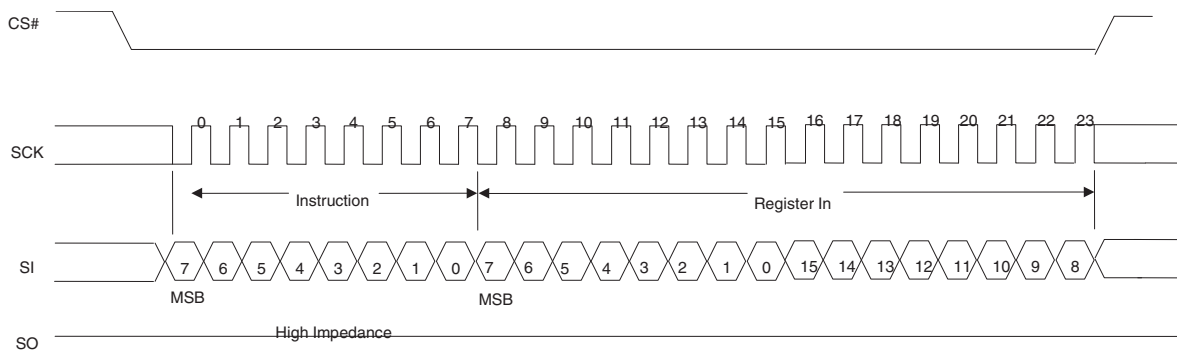 CS#
0 1 2 3 4 5 6 7 8 9 10 11 12 13 14 15 16 17 18 19 20 21 22 23
SCK
Instruction
Register In
SI
7 6 5 4 3 2 1 0 7 6 5 4 3 2 1 0 15 14 13 12 11 10 9 8
MSB
MSB
High Impedance
SO